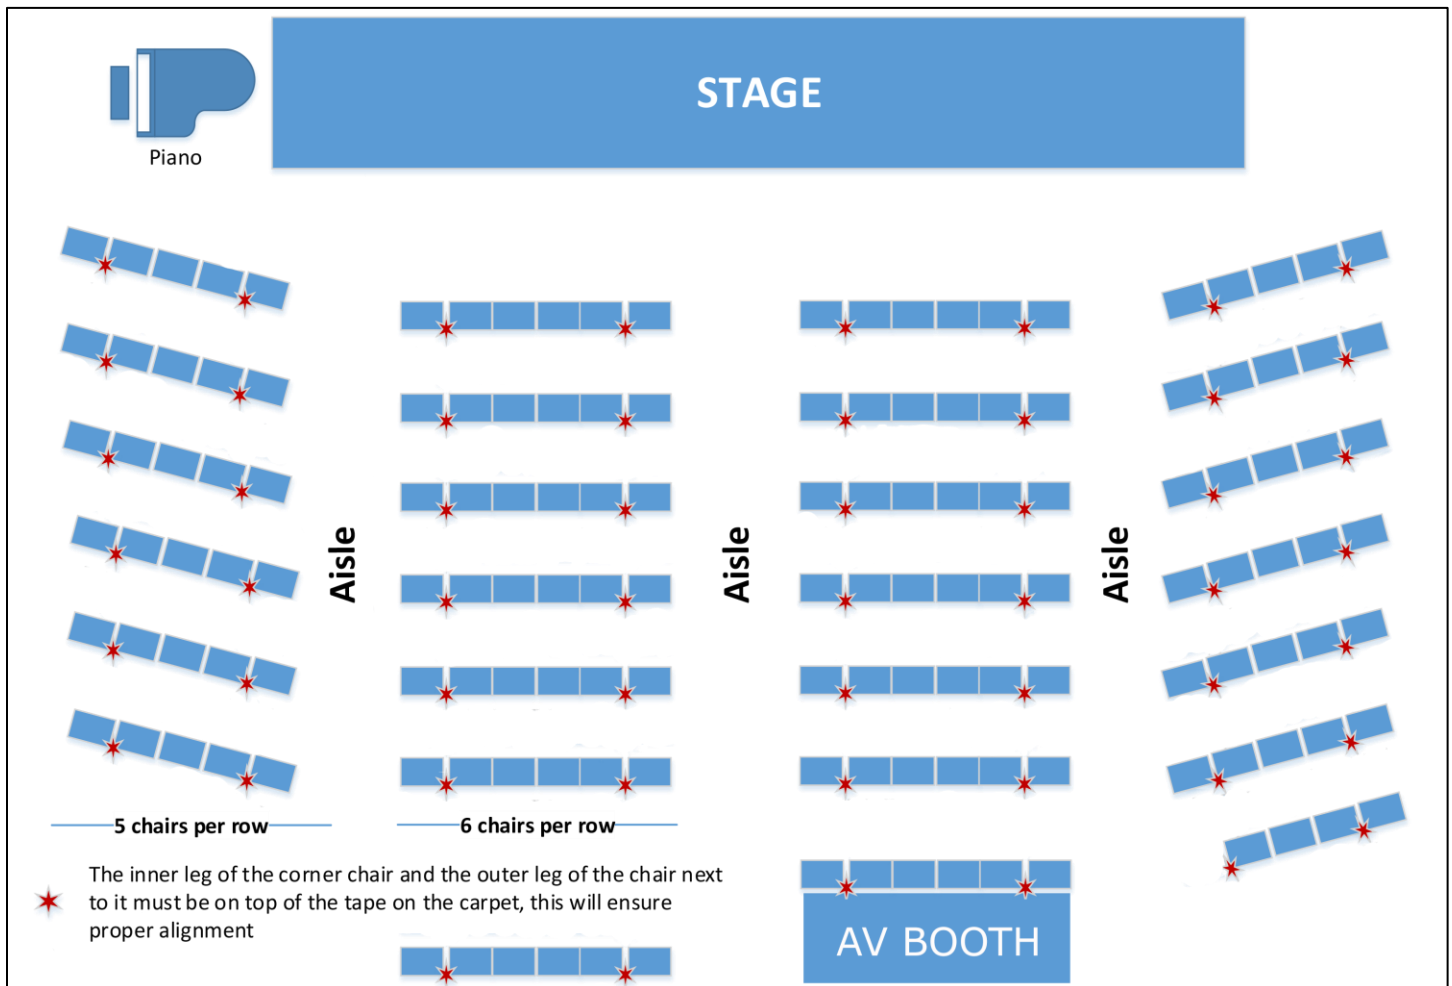 STAGE
Piano
Aisle
Aisle
Aisle
5 chairs per row
6 chairs per row
The inner leg of the corner chair and the outer leg of the chair next
to it must be on top of the tape on the carpet, this will ensure
proper alignment
AV BOOTH